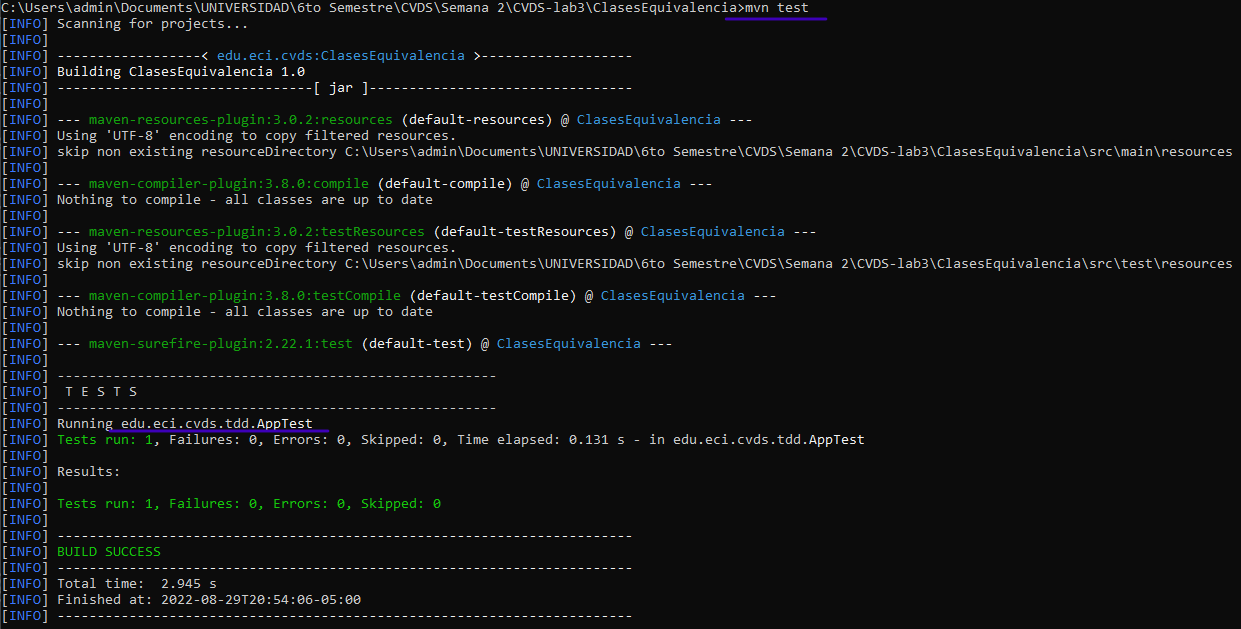 C:\Users\admin\Documents\UNIVERSIDAD\6to Semestre\CVDS\Semana 2\CVDS-lab3\ClasesEquivalencia>mvn test
[INFO] Scanning for projects...
[INFO]
[INFO] ------------------< edu.eci.cvds:ClasesEquivalencia >-------------------
[INFO] Building ClasesEquivalencia 1.0
[INFO] --------------------------------[ jar ]---------------------------------
[INFO]
[INFO] --- maven-resources-plugin:3.0.2:resources (default-resources) @ ClasesEquivalencia ---
[INFO] Using 'UTF-8' encoding to copy filtered resources.
[INFO] skip non existing resourceDirectory C:\Users\admin\Documents\UNIVERSIDAD\6to Semestre\CVDS\Semana 2\CVDS-lab3\ClasesEquivalencia\src\main\resources
[INFO]
[INFO] --- maven-compiler-plugin:3.8.0:compile (default-compile) @ ClasesEquivalencia ---
[INFO] Nothing to compile - all classes are up to date
[INFO]
[INFO] --- maven-resources-plugin:3.0.2:testResources (default-testResources) @ ClasesEquivalencia ---
[INFO] Using 'UTF-8' encoding to copy filtered resources.
[INFO] skip non existing resourceDirectory C:\Users\admin\Documents\UNIVERSIDAD\6to Semestre\CVDS\Semana 2\CVDS-lab3\ClasesEquivalencia\src\test\resources
[INFO]
[INFO] --- maven-compiler-plugin:3.8.0:testCompile (default-testCompile) @ ClasesEquivalencia ---
[INFO] Nothing to compile - all classes are up to date
[INFO]
[INFO] --- maven-surefire-plugin:2.22.1:test (default-test) @ ClasesEquivalencia ---
[INFO]
[INFO] -------------------------------------------------------
[INFO]  T E S T S
[INFO] -------------------------------------------------------
[INFO] Running edu.eci.cvds.tdd.AppTest
[INFO] Tests run: 1, Failures: 0, Errors: 0, Skipped: 0, Time elapsed: 0.131 s - in edu.eci.cvds.tdd.AppTest
[INFO]
[INFO] Results:
[INFO]
[INFO] Tests run: 1, Failures: 0, Errors: 0, Skipped: 0
[INFO]
[INFO] ------------------------------------------------------------------------
[INFO] BUILD SUCCESS
[INFO] ------------------------------------------------------------------------
[INFO] Total time:  2.945 s
[INFO] Finished at: 2022-08-29T20:54:06-05:00
[INFO] ------------------------------------------------------------------------